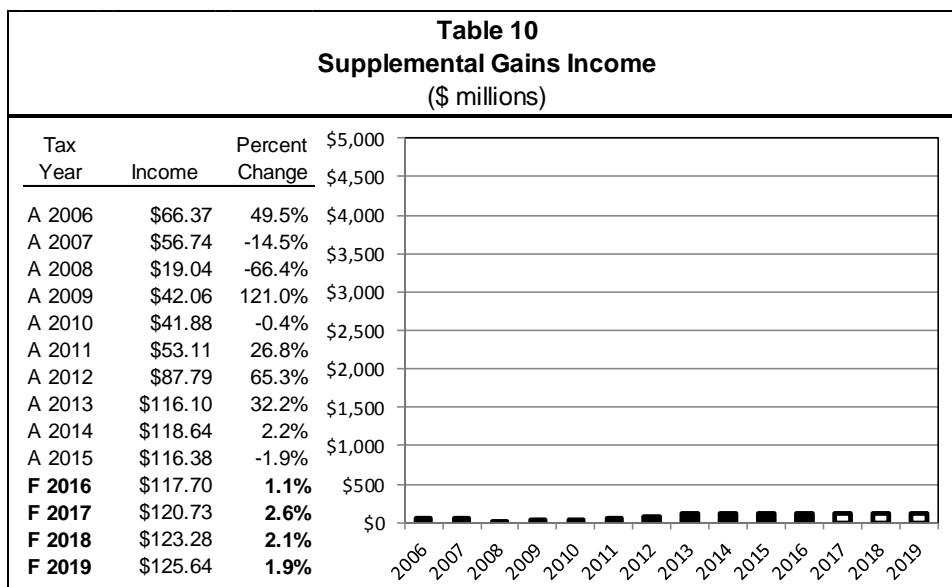 Table 10
Supplemental Gains Income
($ millions)
Tax Percent
Year Income Change
A 2006 $66.37 49.5%
A 2007 $56.74 -14.5%
A 2008 $19.04 -66.4%
A 2009 $42.06 121.0%
A 2010 $41.88 -0.4%
A 2011 $53.11 26.8%
A 2012 $87.79 65.3%
A 2013 $116.10 32.2%
A 2014 $118.64 2.2%
A 2015 $116.38 -1.9%
F 2016 $117.70 1.1%
F 2017 $120.73 2.6%
F 2018 $123.28 2.1%
F 2019 $125.64 1.9%
$5,000
$4,500
$4,000
$3,500
$3,000
$2,500
$2,000
$1,500
$1,000
$500
$0
2006 2007 2008 2009 2010 2011 2012 2013 2014 2015 2016 2017 2018 2019